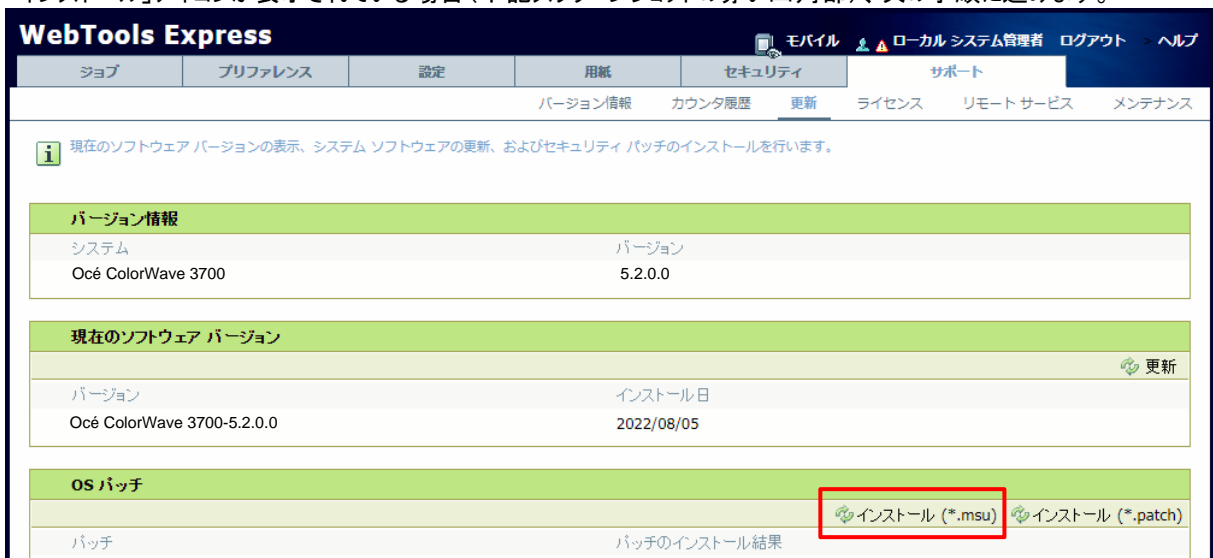 WebTools Express
モバイル ローカル システム管理者 ログアウト ヘルプ
ジョブ プリファレンス 設定 用紙 セキュリティ サポート
バージョン情報 カウンタ履歴 更新 ライセンス リモート サービス メンテナンス
現在のソフトウェア バージョンの表示、システム ソフトウェアの更新、およびセキュリティ パッチのインストールを行います。
バージョン情報
システム バージョン
Océ ColorWave 3700 5.2.0.0
現在のソフトウェア バージョン
更新
バージョン インストール日
Océ ColorWave 3700-5.2.0.0 2022/08/05
OS パッチ
インストール (*.msu) インストール (*.patch)
パッチ パッチのインストール結果